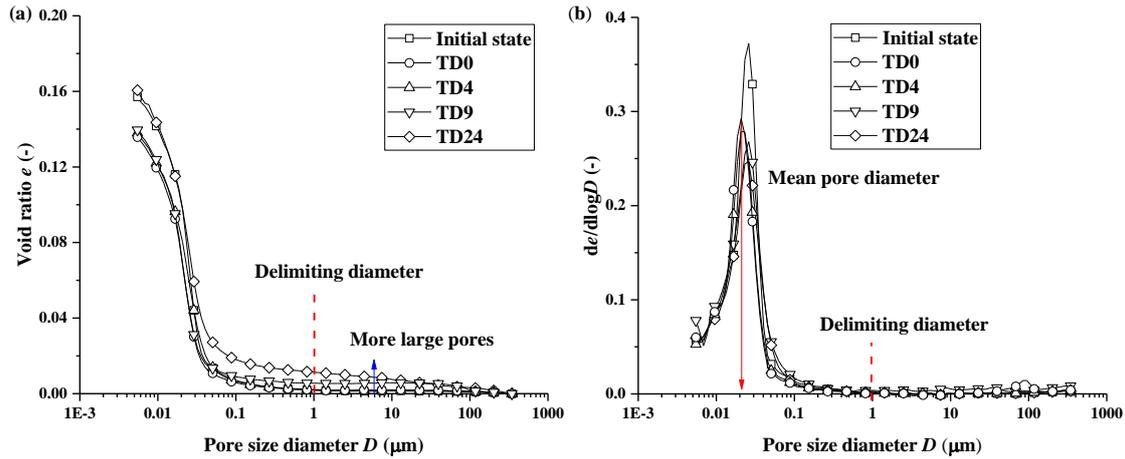 (a)
0.20
0.16
0.12
0.08
0.04
0.00
Void ratio e (-)
Initial state
TD0
TD4
TD9
TD24
Delimiting diameter
More large pores
1E-3 0.01 0.1 1 10 100 1000
Pore size diameter D (μm)
(b)
0.4
0.3
0.2
0.1
0.0
de/dlogD (-)
Initial state
TD0
TD4
TD9
TD24
Mean pore diameter
Delimiting diameter
1E-3 0.01 0.1 1 10 100 1000
Pore size diameter D (μm)